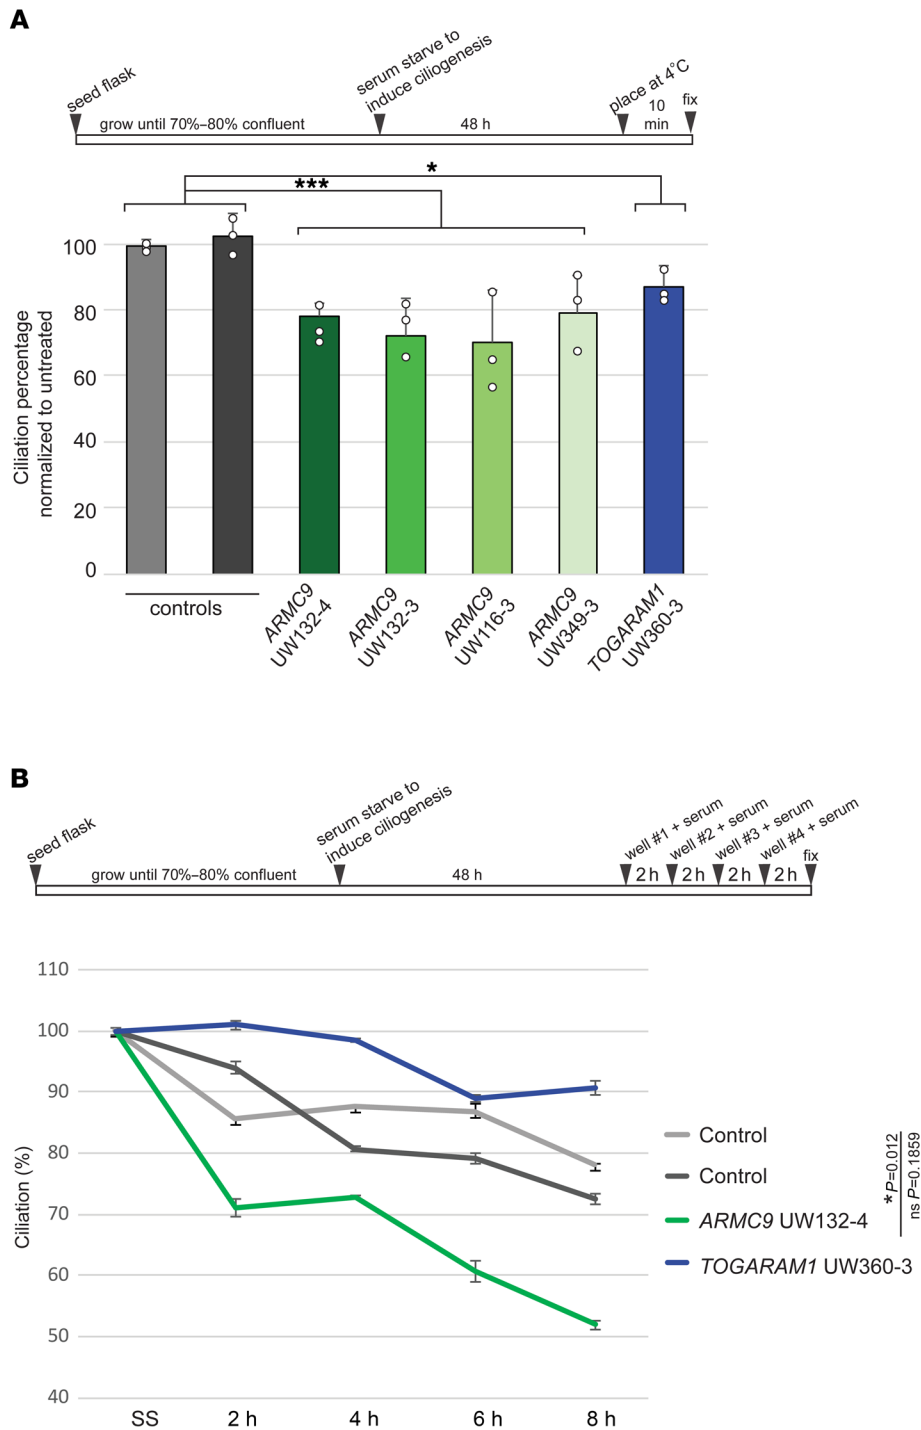 A
seed flask
grow until 70%–80% confluent
serum starve to
induce ciliogenesis
48 h
place at 4˚C
10
min
fix
*
***
Ciliation percentage
normalized to untreated
100
80
60
40
20
0
controls
ARMC9
UW132-4
ARMC9
UW132-3
ARMC9
UW116-3
ARMC9
UW349-3
TOGARAM1
UW360-3
B
seed flask
grow until 70%–80% confluent
serum starve to
induce ciliogenesis
48 h
well #1 + serum
well #2 + serum
well #3 + serum
well #4 + serum
2 h
2 h
2 h
2 h
fix
Ciliation (%)
110
100
90
80
70
60
50
40
SS
2 h
4 h
6 h
8 h
Control
Control
ARMC9 UW132-4
TOGARAM1 UW360-3
* P=0.012
ns P=0.1859